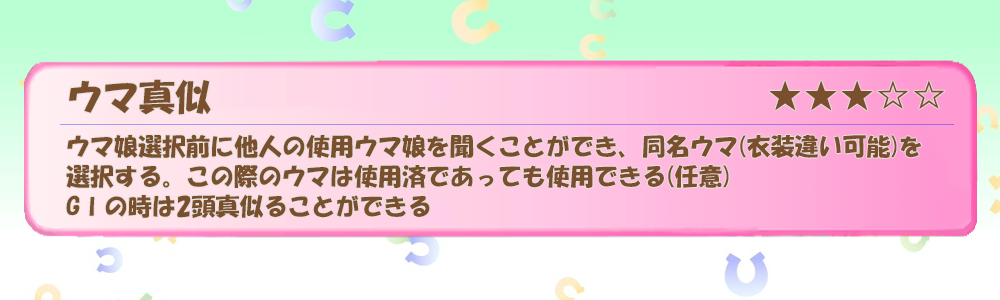 ウマ真似 ★★★☆☆
ウマ娘選択前に他人の使用ウマ娘を聞くことができ、同名ウマ(衣装違い可能)を
選択する。この際のウマは使用済であっても使用できる(任意)
G1の時は2頭真似ることができる